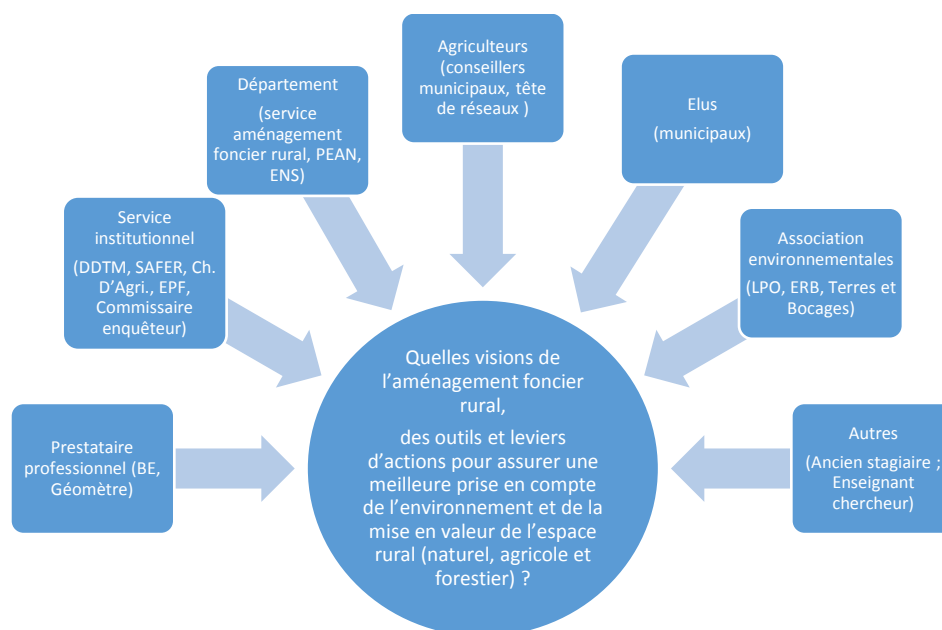 Agriculteurs
(conseillers
municipaux, tête
de réseaux )
Département
(service
aménagement
foncier rural, PEAN,
ENS)
Elus
(municipaux)
Service
institutionnel
(DDTM, SAFER, Ch.
D'Agri., EPF,
Commissaire
enquêteur)
Association
environnementales
(LPO, ERB, Terres et
Bocages)
Prestataire
professionnel (BE,
Géomètre)
Autres
(Ancien stagiaire ;
Enseignant
chercheur)
Quelles visions de
l'aménagement foncier
rural,
des outils et leviers
d'actions pour assurer une
meilleure prise en compte
de l'environnement et de la
mise en valeur de l'espace
rural (naturel, agricole et
forestier) ?